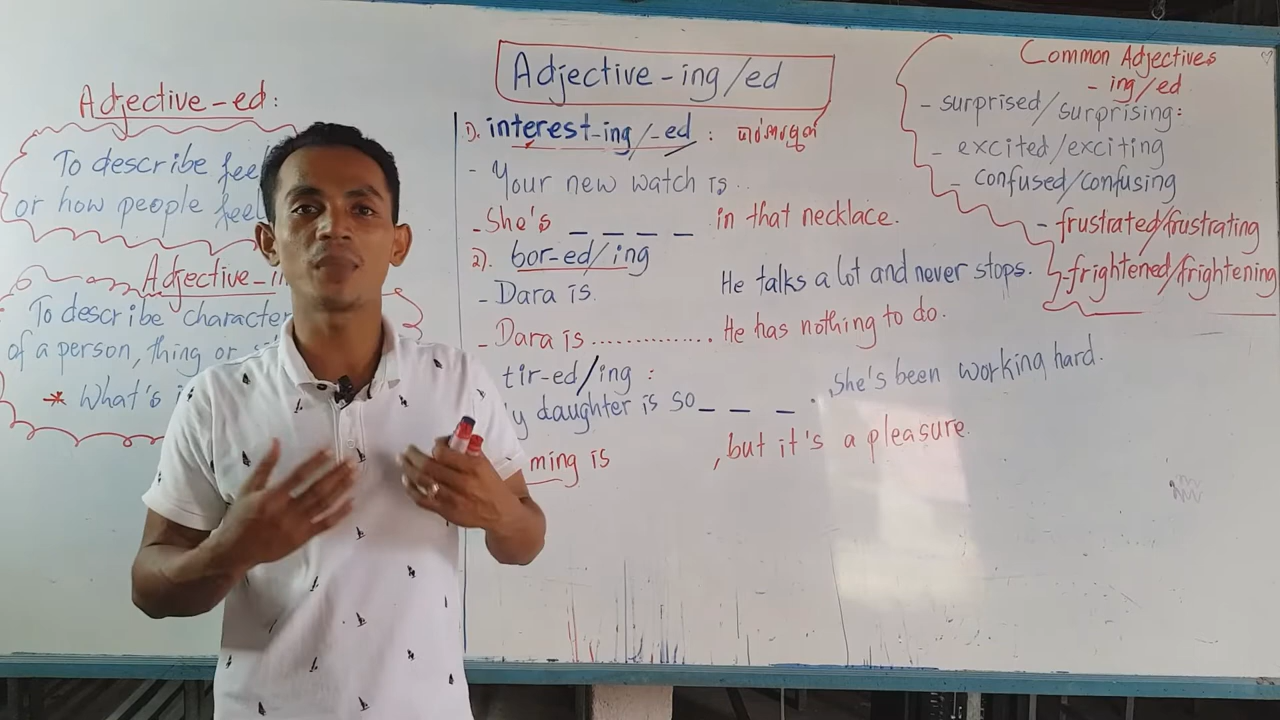 Adjective-ing/ed
Adjective-ed:
To describe fee
or how people feel
Adjective-i
To describe character
of a person, thing or
* What's i
1). interest-ing/-ed :
- Your new watch is..
- She's _ _ _ _ in that necklace.
2). bor-ed/ing
- Dara is. He talks a lot and never stops.
- Dara is.............. He has nothing to do.
tir-ed/ing :
y daughter is so _ _ _ . She's been working hard.
ming is , but it's a pleasure.
Common Adjectives
- ing/ed
- surprised/surprising:
- excited/exciting
- confused/confusing
- frustrated/frustrating
- frightened/frightening